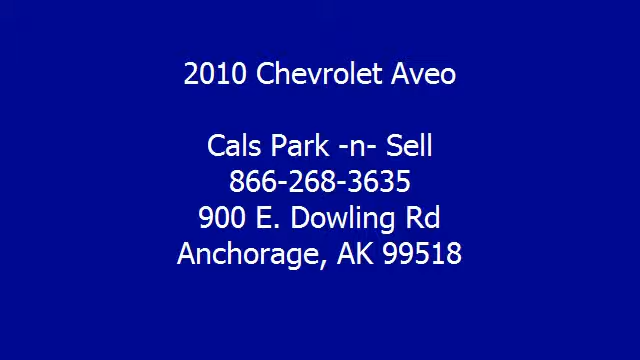 2010 Chevrolet Aveo
Cals Park -n- Sell
866-268-3635
900 E. Dowling Rd
Anchorage, AK 99518